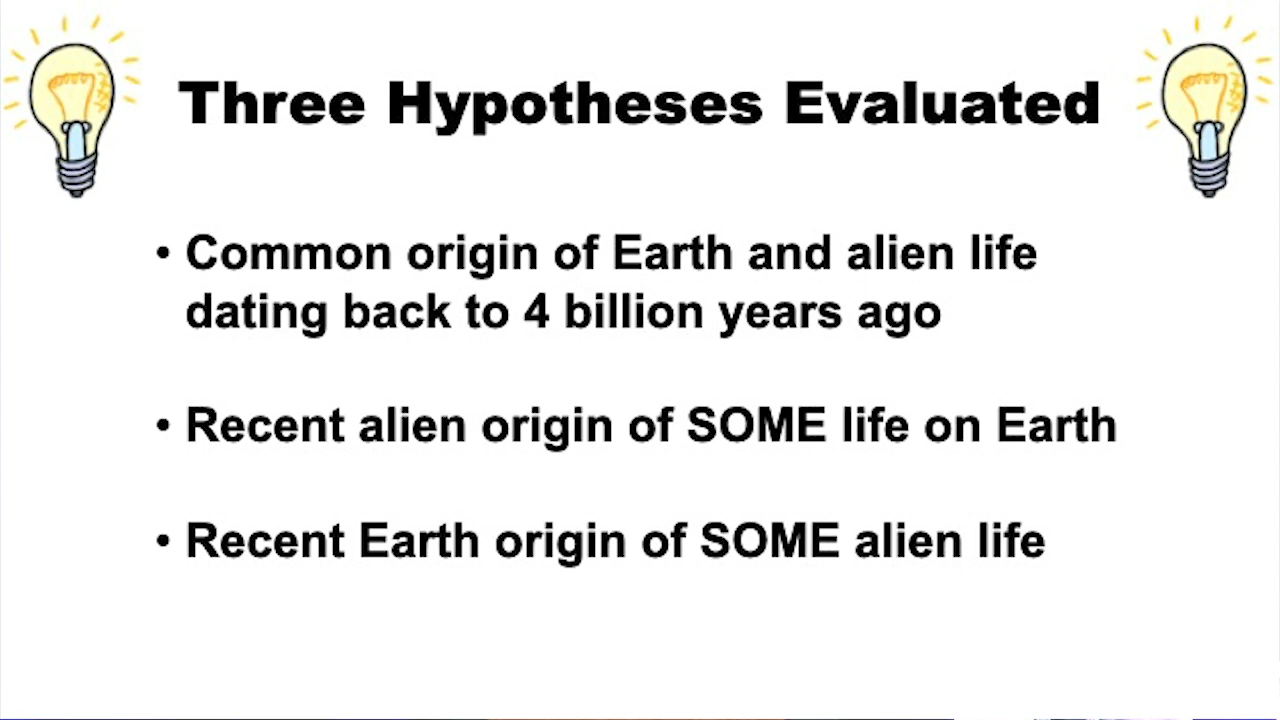 Three Hypotheses Evaluated
• Common origin of Earth and alien life
dating back to 4 billion years ago
• Recent alien origin of SOME life on Earth
• Recent Earth origin of SOME alien life